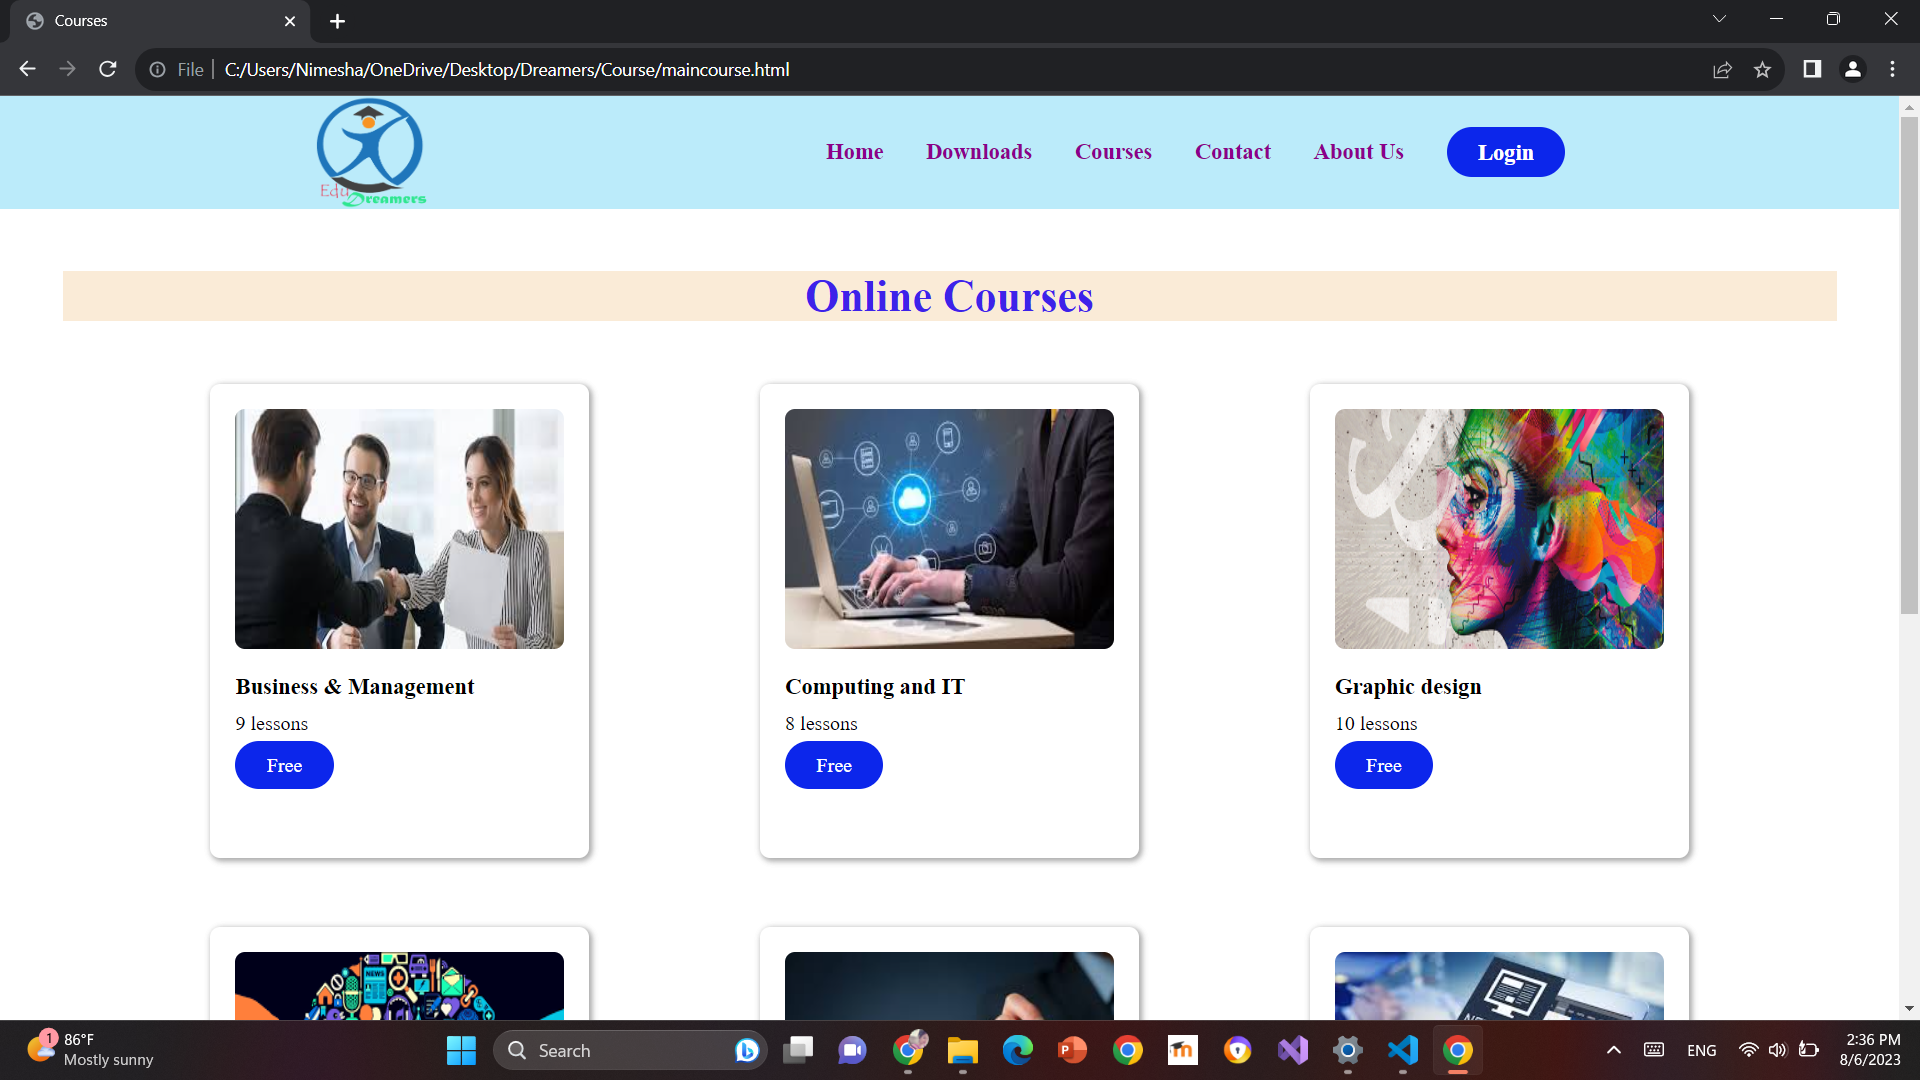 Courses
File
C:/Users/Nimesha/OneDrive/Desktop/Dreamers/Course/maincourse.html
Edu
Dreamers
Home
Downloads
Courses
Contact
About Us
Login
Online Courses
Business & Management
9 lessons
Free
Computing and IT
8 lessons
Free
Graphic design
10 lessons
Free
NEWS
1
86°F
Mostly sunny
Search
ENG
2:36 PM
8/6/2023